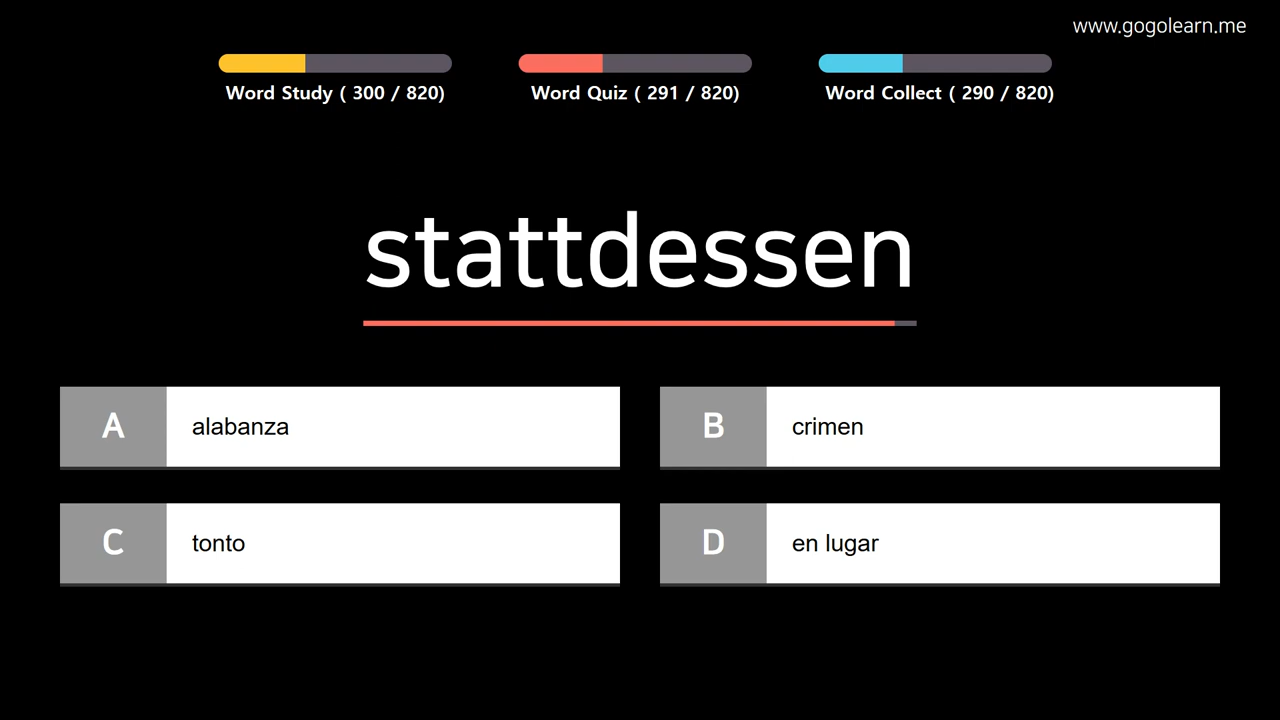 www.gogolearn.me
Word Study ( 300 / 820)
Word Quiz ( 291 / 820)
Word Collect ( 290 / 820)
stattdessen
A alabanza
B crimen
C tonto
D en lugar